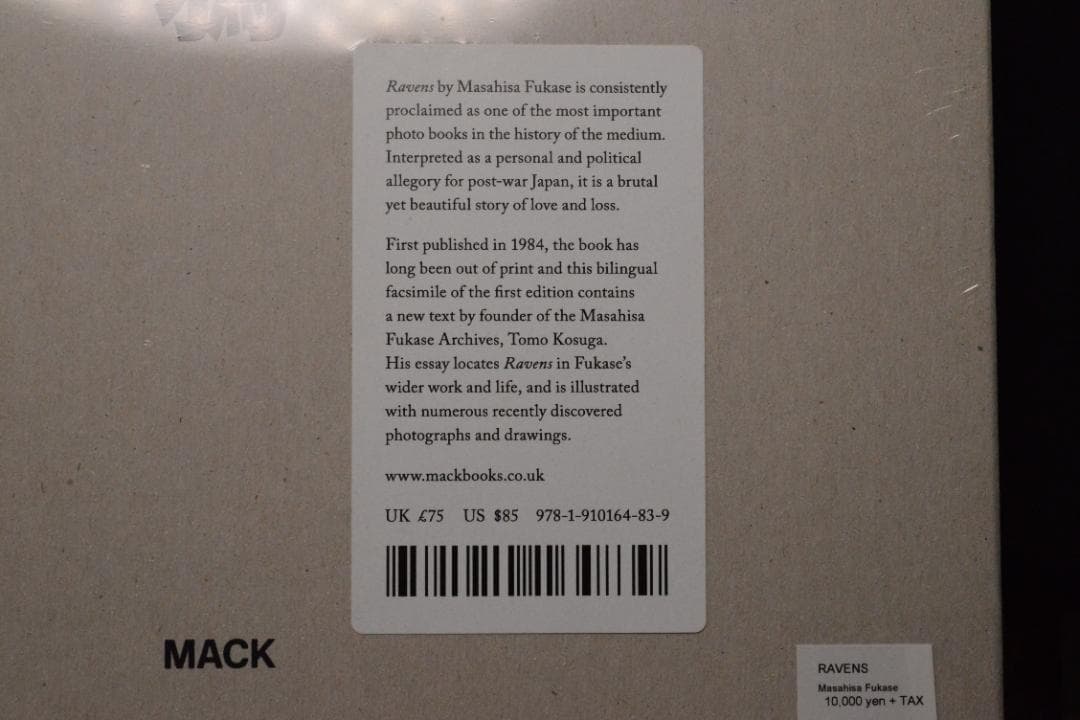 Ravens by Masahisa Fukase is consistently
proclaimed as one of the most important
photo books in the history of the medium.
Interpreted as a personal and political
allegory for post-war Japan, it is a brutal
yet beautiful story of love and loss.
First published in 1984, the book has
long been out of print and this bilingual
facsimile of the first edition contains
a new text by founder of the Masahisa
Fukase Archives, Tomo Kosuga.
His essay locates Ravens in Fukase's
wider work and life, and is illustrated
with numerous recently discovered
photographs and drawings.
www.mackbooks.co.uk
UK £75 US $85 978-1-910164-83-9
MACK
RAVENS
Masahisa Fukase
10,000 yen + TAX